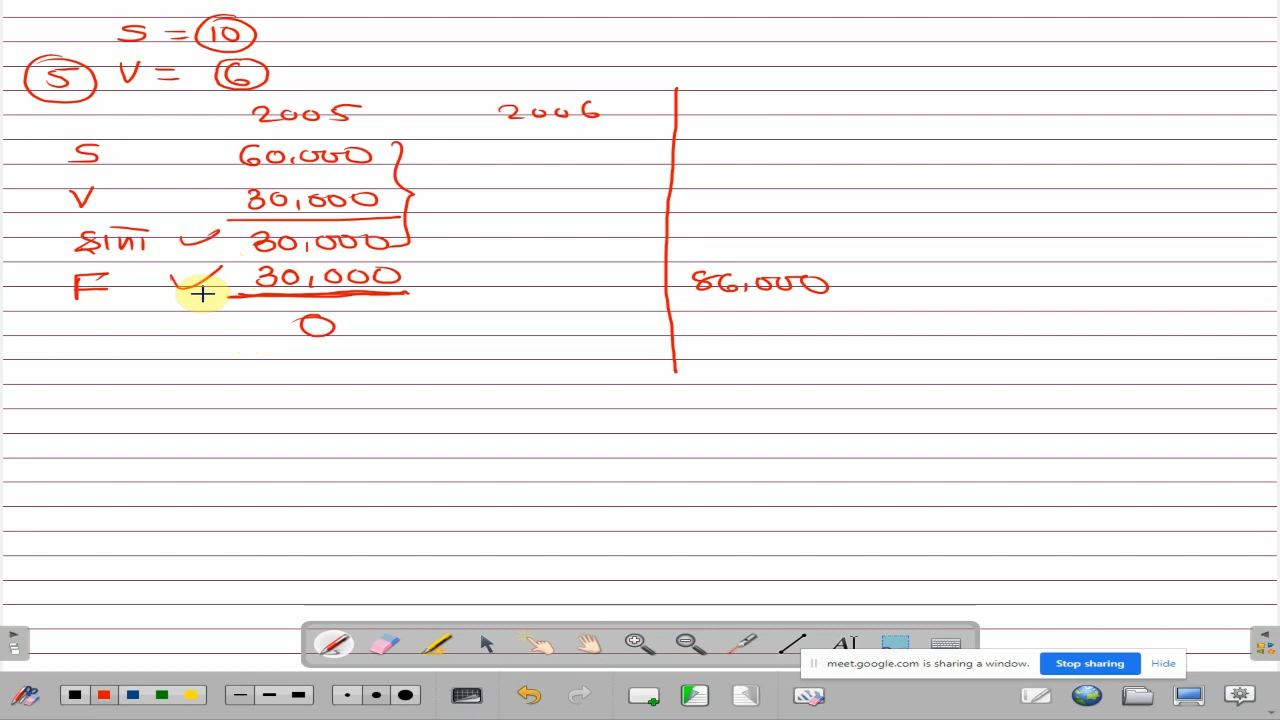 S = 10
5 V = 6
2005 2006
S 60,000
V 30,000
30,000
F 30,000 86,000
0
AI
meet.google.com is sharing a window. Stop sharing Hide